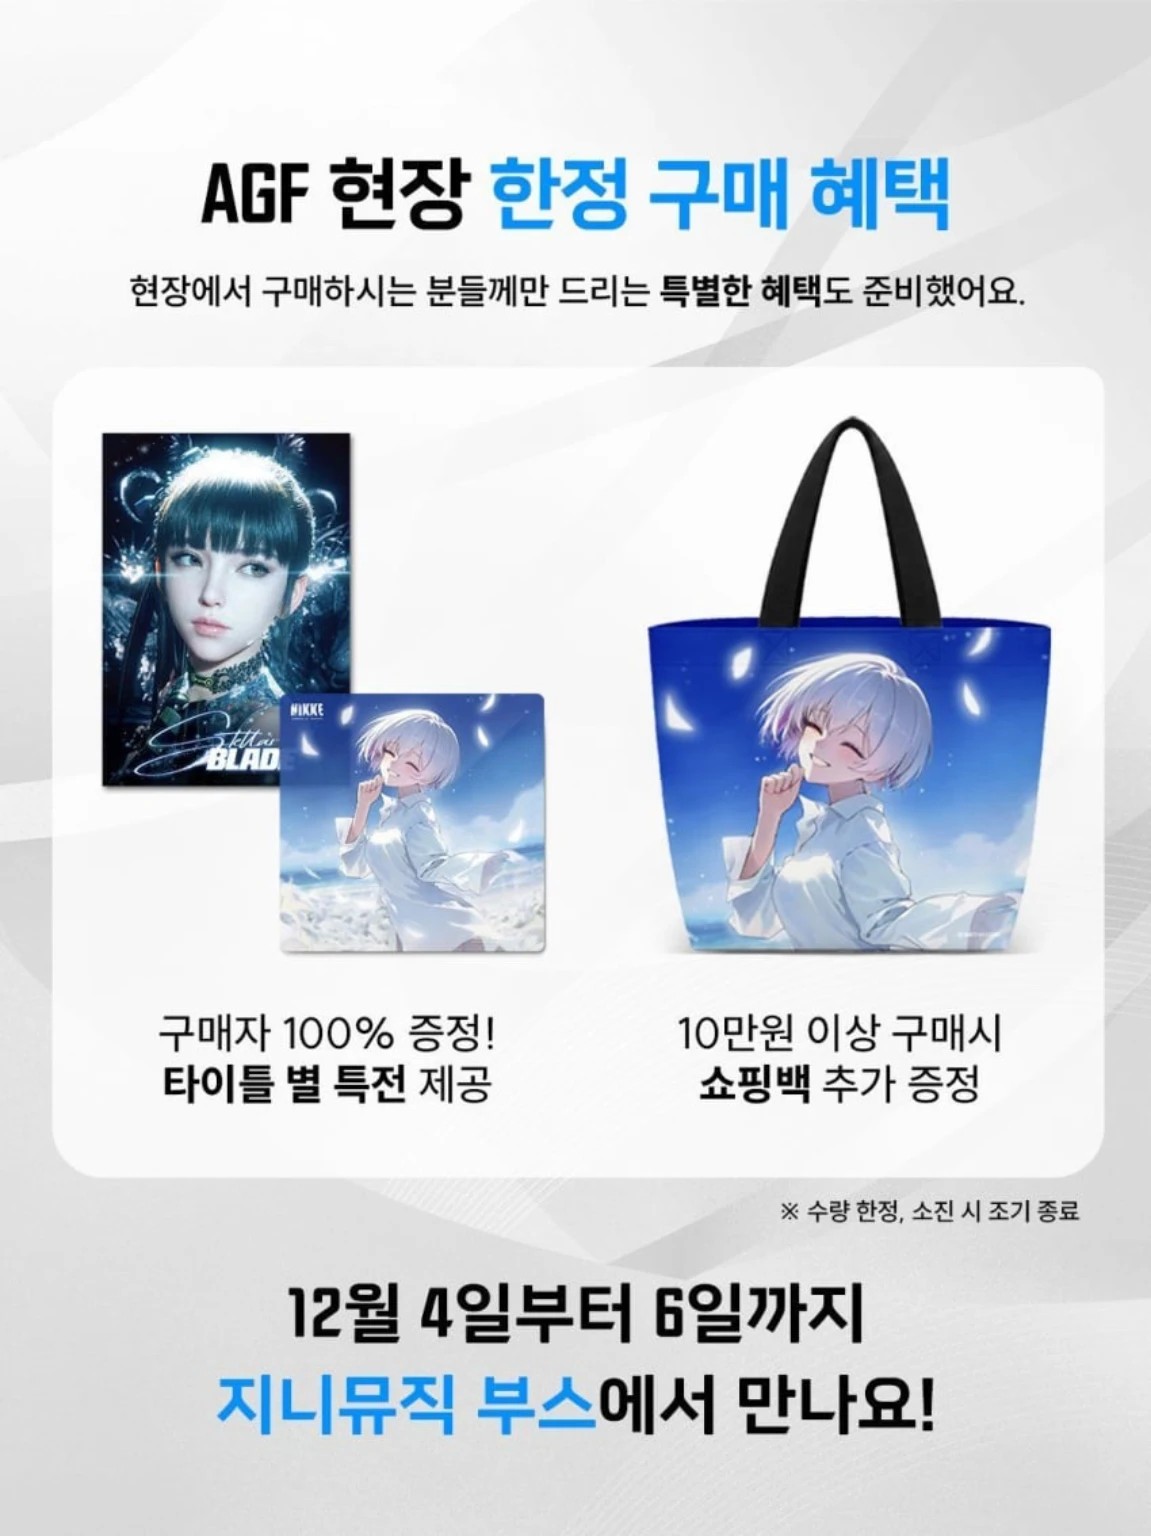 AGF 현장 한정 구매 혜택
현장에서 구매하시는 분들께만 드리는 특별한 혜택도 준비했어요.
Stellar
BLADE
NIKKE
구매자 100% 증정!
타이틀 별 특전 제공
10만원 이상 구매시
쇼핑백 추가 증정
※ 수량 한정, 소진 시 조기 종료
12월 4일부터 6일까지
지니뮤직 부스에서 만나요!